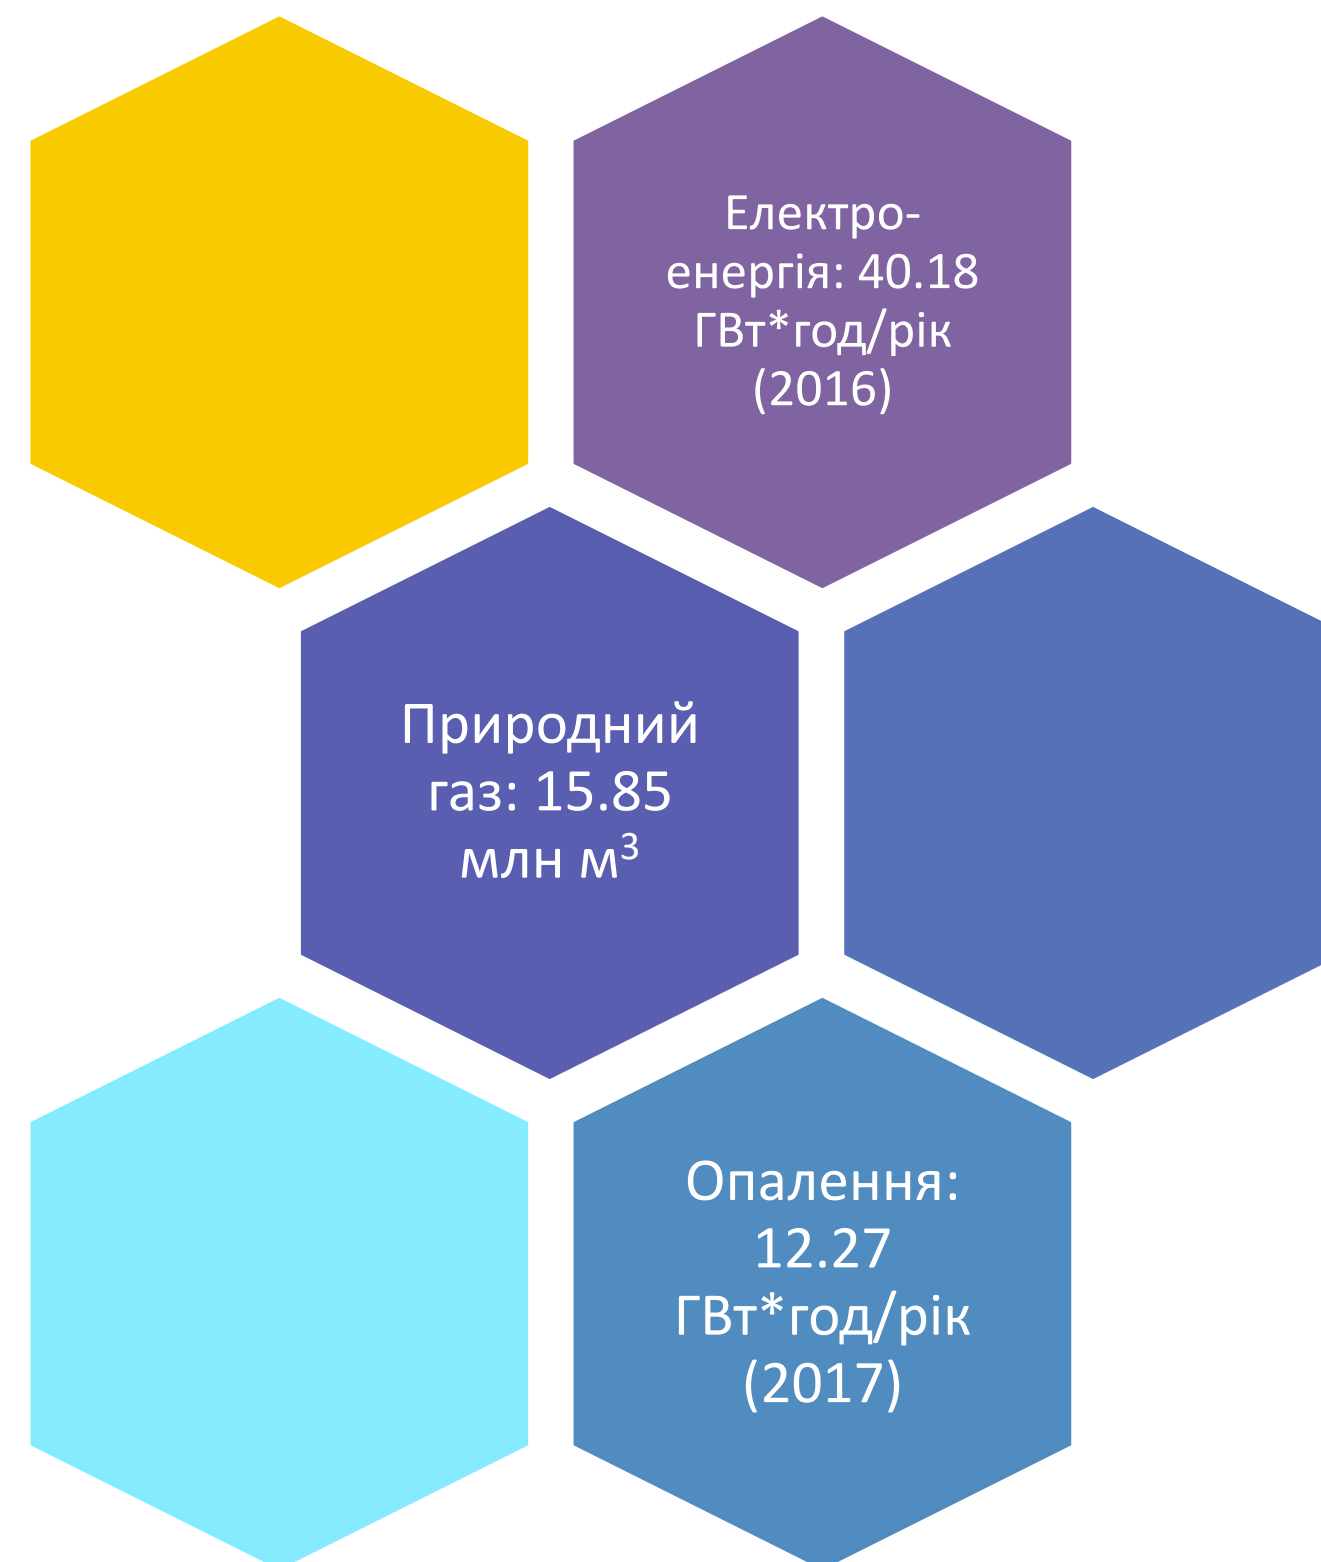 Електро-
енергія: 40.18
ГВт*год/рік
(2016)
Природний
газ: 15.85
млн м³
Опалення:
12.27
ГВт*год/рік
(2017)